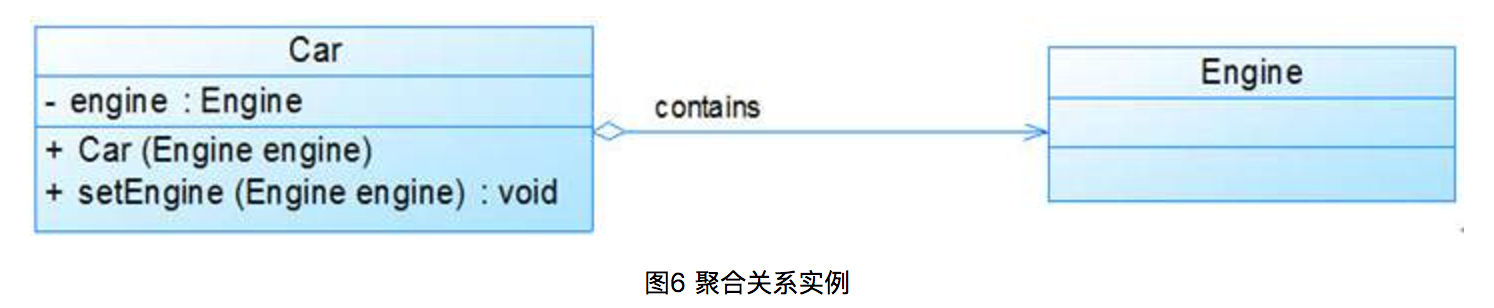 Car
- engine : Engine
+ Car (Engine engine)
+ setEngine (Engine engine) : void
contains
Engine
图6 聚合关系实例